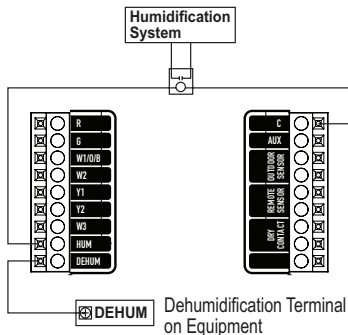 Humidification
System
R
G
W1/O/B
W2
Y1
Y2
W3
HUM
DEHUM
C
AUX
OUTDOOR
SENSOR
REMOTE
SENSOR
DRY
CONTACT
DEHUM
Dehumidification Terminal
on Equipment